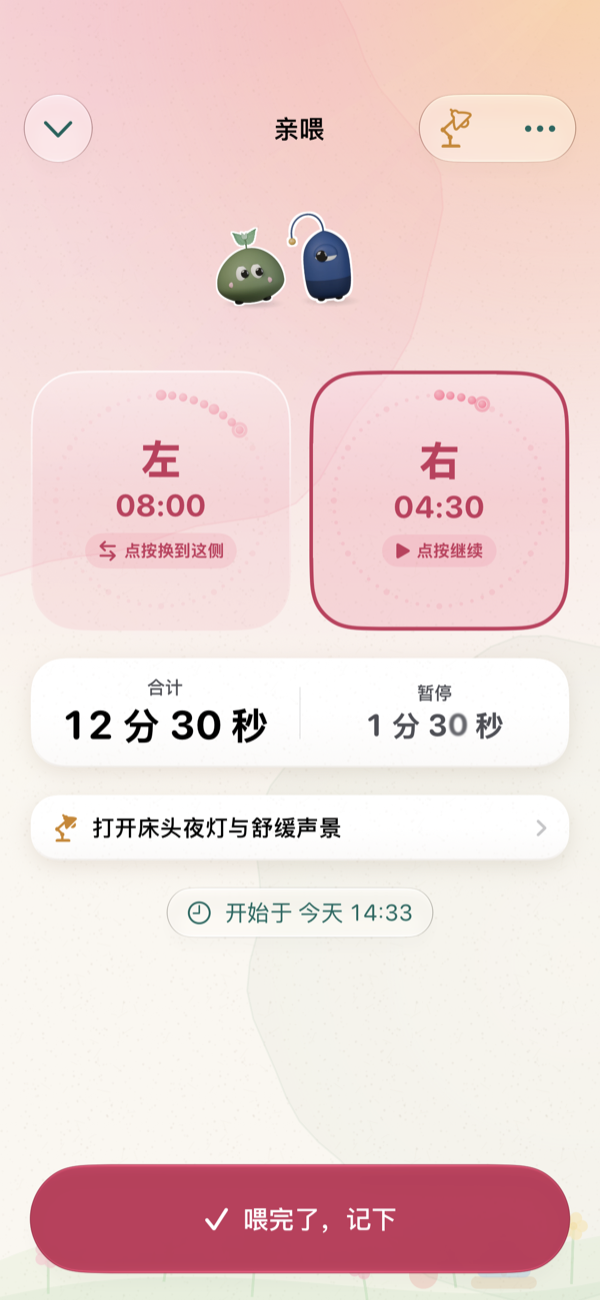 亲喂
左
08:00
点按换到这侧
右
04:30
点按继续
合计
12 分 30 秒
暂停
1 分 30 秒
打开床头夜灯与舒缓声景
开始于 今天 14:33
喂完了，记下